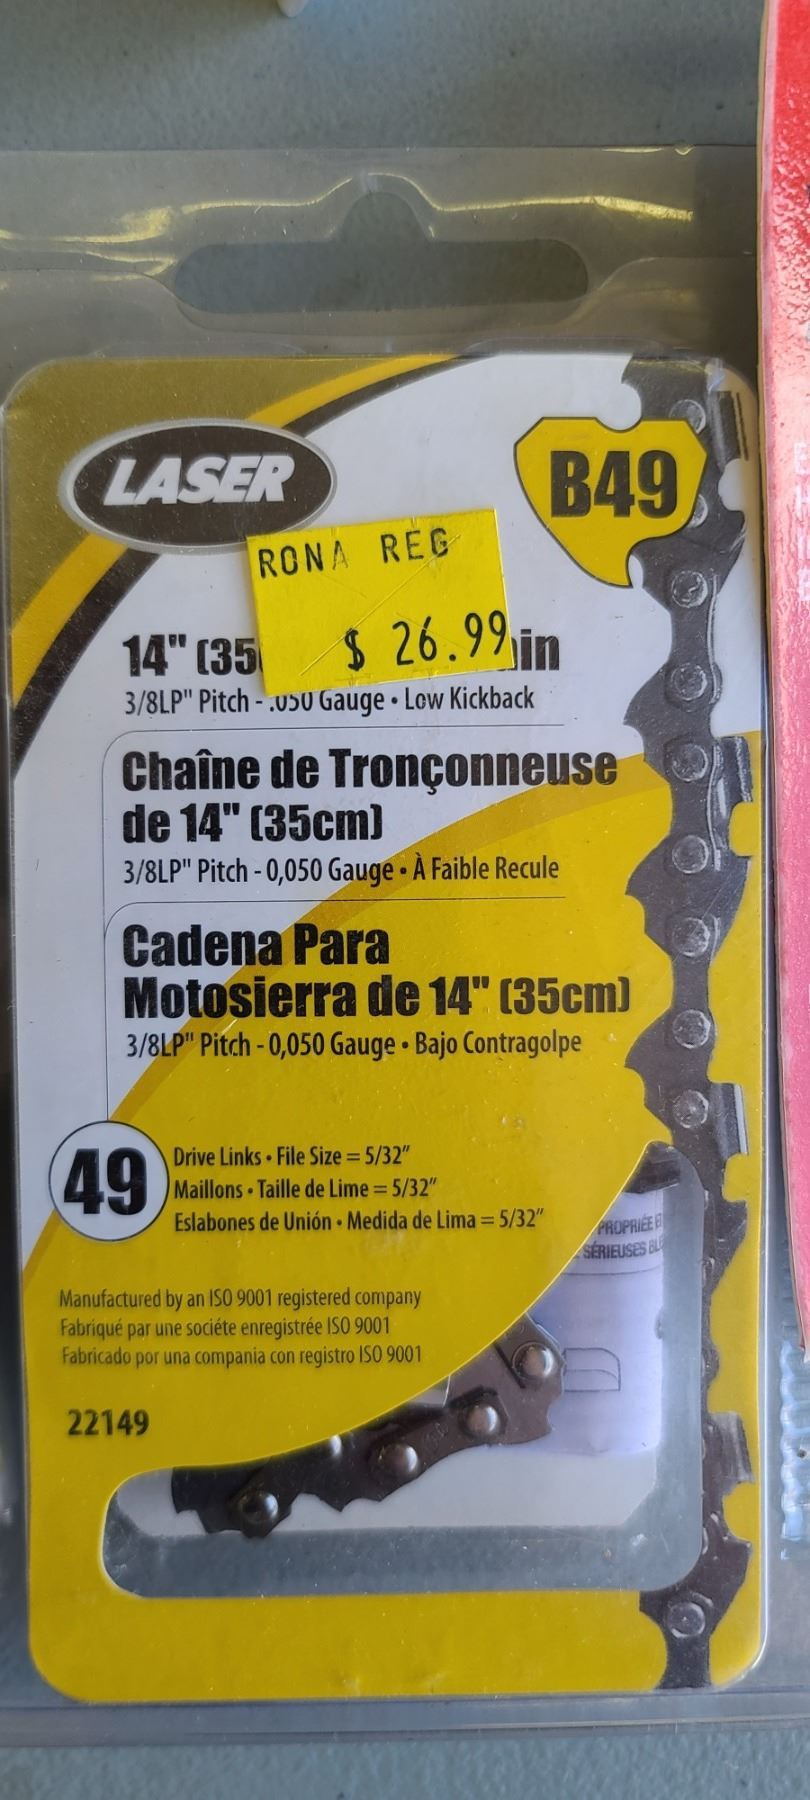 LASER
B49
RONA REG
$ 26.99
14" (35
3/8LP" Pitch - .050 Gauge • Low Kickback
Chaîne de Tronçonneuse
de 14" (35cm)
3/8LP" Pitch - 0,050 Gauge • À Faible Recule
Cadena Para
Motosierra de 14" (35cm)
3/8LP" Pitch - 0,050 Gauge • Bajo Contragolpe
49
Drive Links • File Size = 5/32"
Maillons • Taille de Lime = 5/32"
Eslabones de Unión • Medida de Lima = 5/32"
PROPRIÉE
SÉRIEUSES
Manufactured by an ISO 9001 registered company
Fabriqué par une sociéte enregistrée ISO 9001
Fabricado por una compania con registro ISO 9001
22149